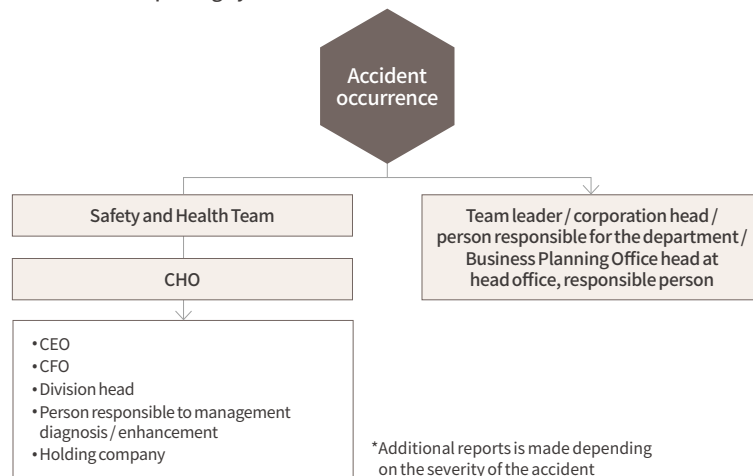 Accident
occurrence
Safety and Health Team
Team leader / corporation head /
person responsible for the department /
Business Planning Office head at
head office, responsible person
CHO
• CEO
• CFO
• Division head
• Person responsible to management
diagnosis / enhancement
• Holding company
*Additional reports is made depending
on the severity of the accident